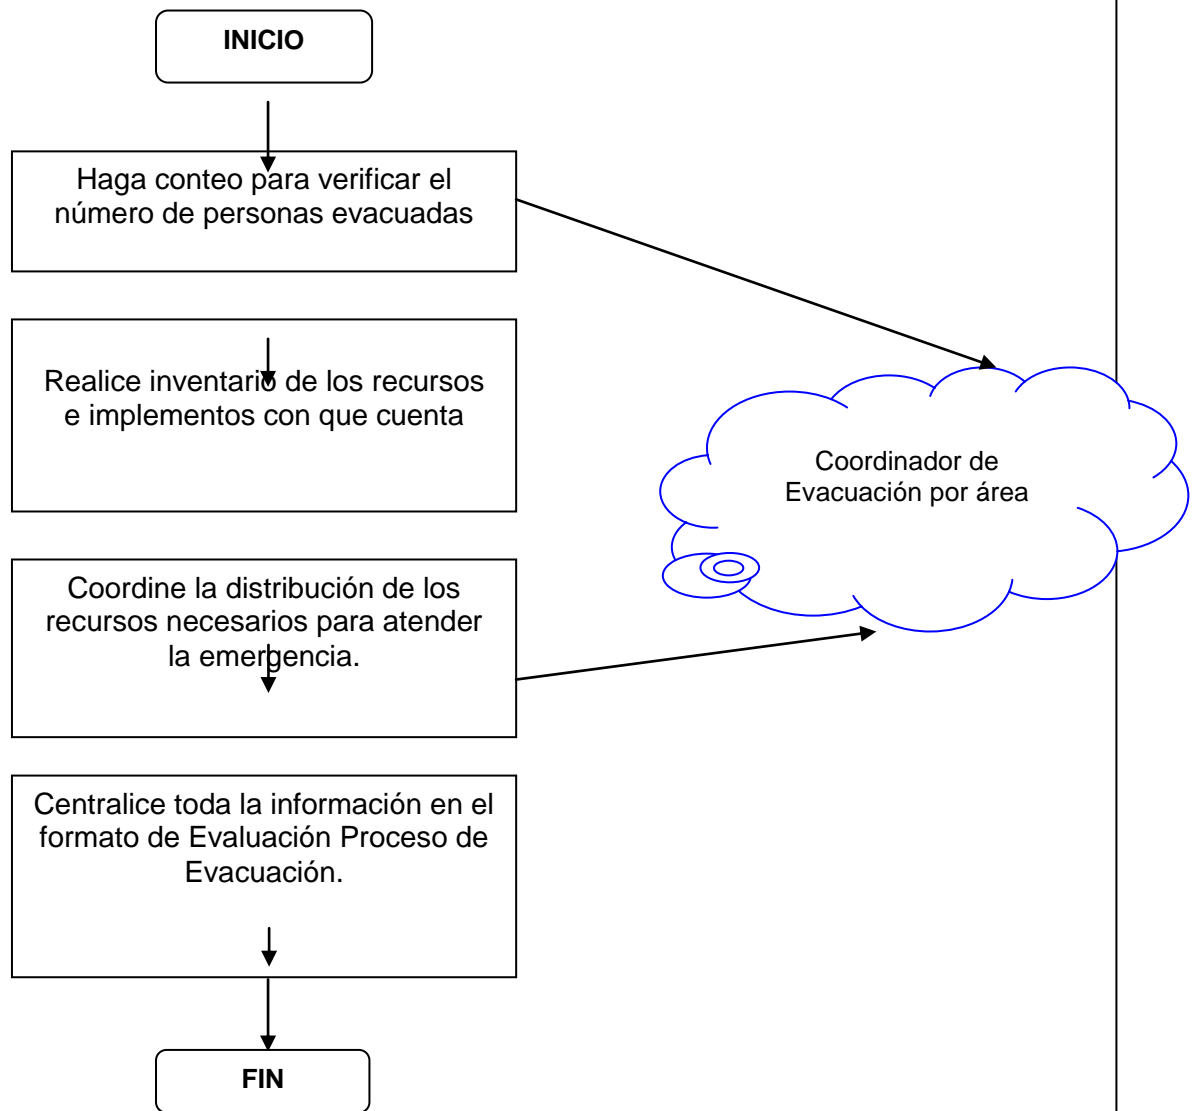 INICIO
Haga conteo para verificar el
número de personas evacuadas
Realice inventario de los recursos
e implementos con que cuenta
Coordinador de
Evacuación por área
Coordine la distribución de los
recursos necesarios para atender
la emergencia.
Centralice toda la información en el
formato de Evaluación Proceso de
Evacuación.
FIN